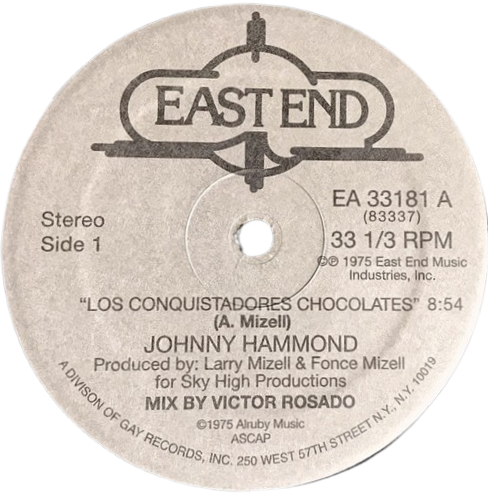 EAST END
EA 33181 A
(83337)
Stereo
Side 1
33 1/3 RPM
©℗ 1975 East End Music
Industries, Inc.
"LOS CONQUISTADORES CHOCOLATES" 8:54
(A. Mizell)
JOHNNY HAMMOND
Produced by: Larry Mizell & Fonce Mizell
for Sky High Productions
MIX BY VICTOR ROSADO
©1975 Alruby Music
ASCAP
A DIVISION OF GAY RECORDS, INC. 250 WEST 57TH STREET N.Y., N.Y. 10019